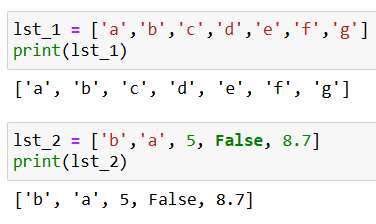 lst_1 = ['a','b','c','d','e','f','g']
print(lst_1)
['a', 'b', 'c', 'd', 'e', 'f', 'g']
lst_2 = ['b','a', 5, False, 8.7]
print(lst_2)
['b', 'a', 5, False, 8.7]